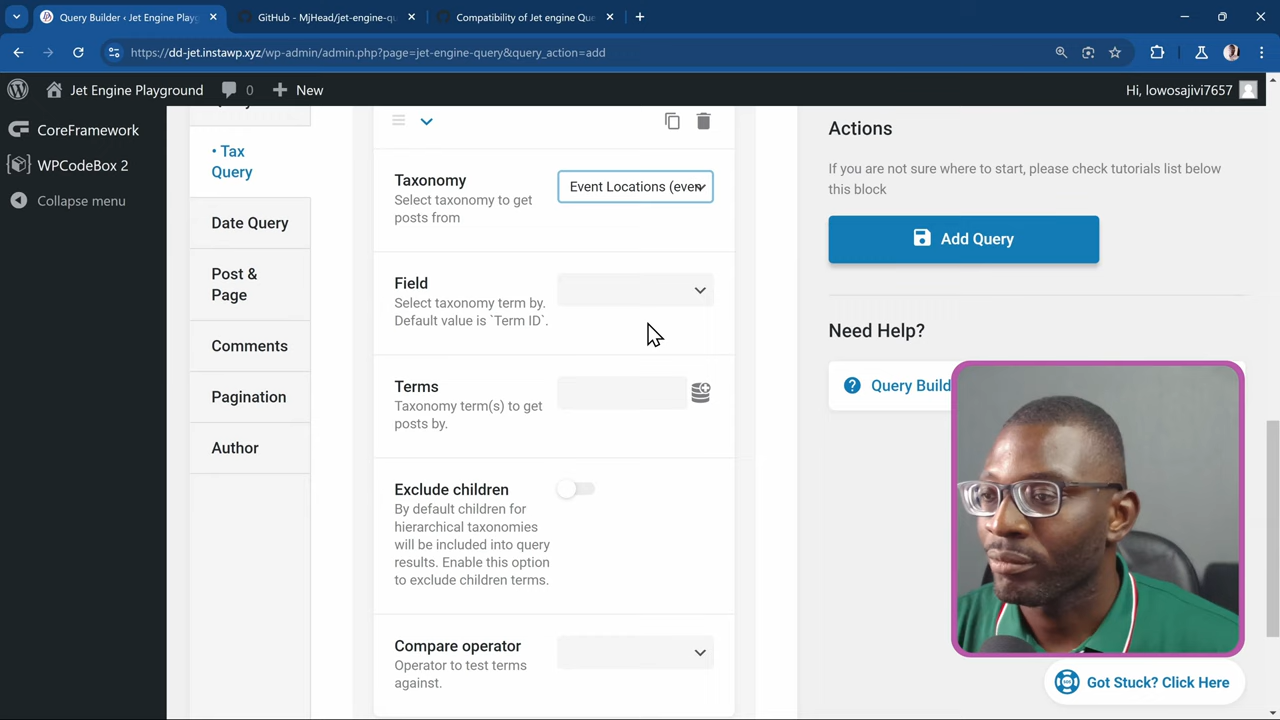 Query Builder ‹ Jet Engine Playg
GitHub - MjHead/jet-engine-qu
Compatibility of Jet engine Que
https://dd-jet.instawp.xyz/wp-admin/admin.php?page=jet-engine-query&query_action=add
Jet Engine Playground
0
New
Hi, lowosajivi7657
CoreFramework
WPCodeBox 2
Collapse menu
• Tax
Query
Date Query
Post &
Page
Comments
Pagination
Author
Taxonomy
Select taxonomy to get
posts from
Event Locations (even
Field
Select taxonomy term by.
Default value is `Term ID`.
Terms
Taxonomy term(s) to get
posts by.
Exclude children
By default children for
hierarchical taxonomies
will be included into query
results. Enable this option
to exclude children terms.
Compare operator
Operator to test terms
against.
Actions
If you are not sure where to start, please check tutorials list below
this block
Add Query
Need Help?
Query Build
Got Stuck? Click Here